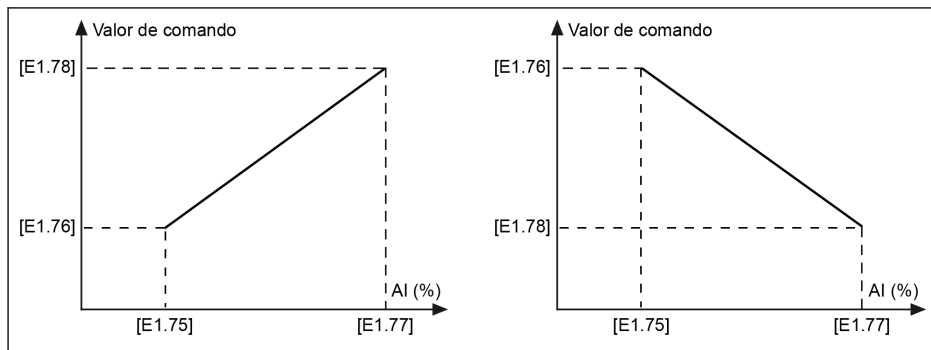 Valor de comando
[E1.78]
[E1.76]
AI (%)
[E1.75]
[E1.77]
Valor de comando
[E1.76]
[E1.78]
AI (%)
[E1.75]
[E1.77]